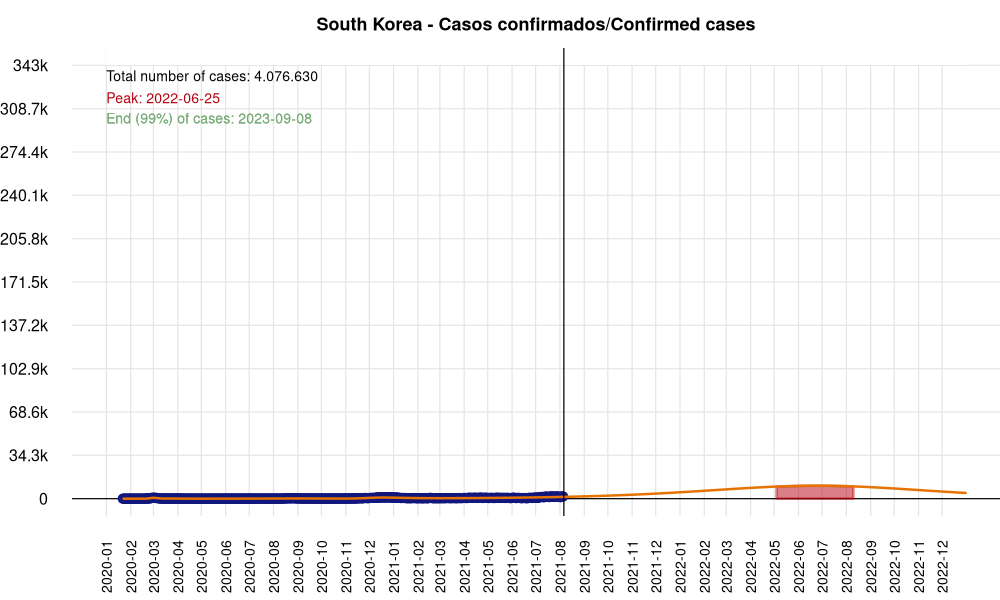 South Korea - Casos confirmados/Confirmed cases
343k
Total number of cases: 4.076.630
Peak: 2022-06-25
308.7k
End (99%) of cases: 2023-09-08
274.4k
240.1k
205.8k
171.5k
137.2k
102.9k
68.6k
34.3k
0
2020-01
2020-02
2020-03
2020-04
2020-05
2020-06
2020-07
2020-08
2020-09
2020-10
2020-11
2020-12
2021-01
2021-02
2021-03
2021-04
2021-05
2021-06
2021-07
2021-08
2021-09
2021-10
2021-11
2021-12
2022-01
2022-02
2022-03
2022-04
2022-05
2022-06
2022-07
2022-08
2022-09
2022-10
2022-11
2022-12